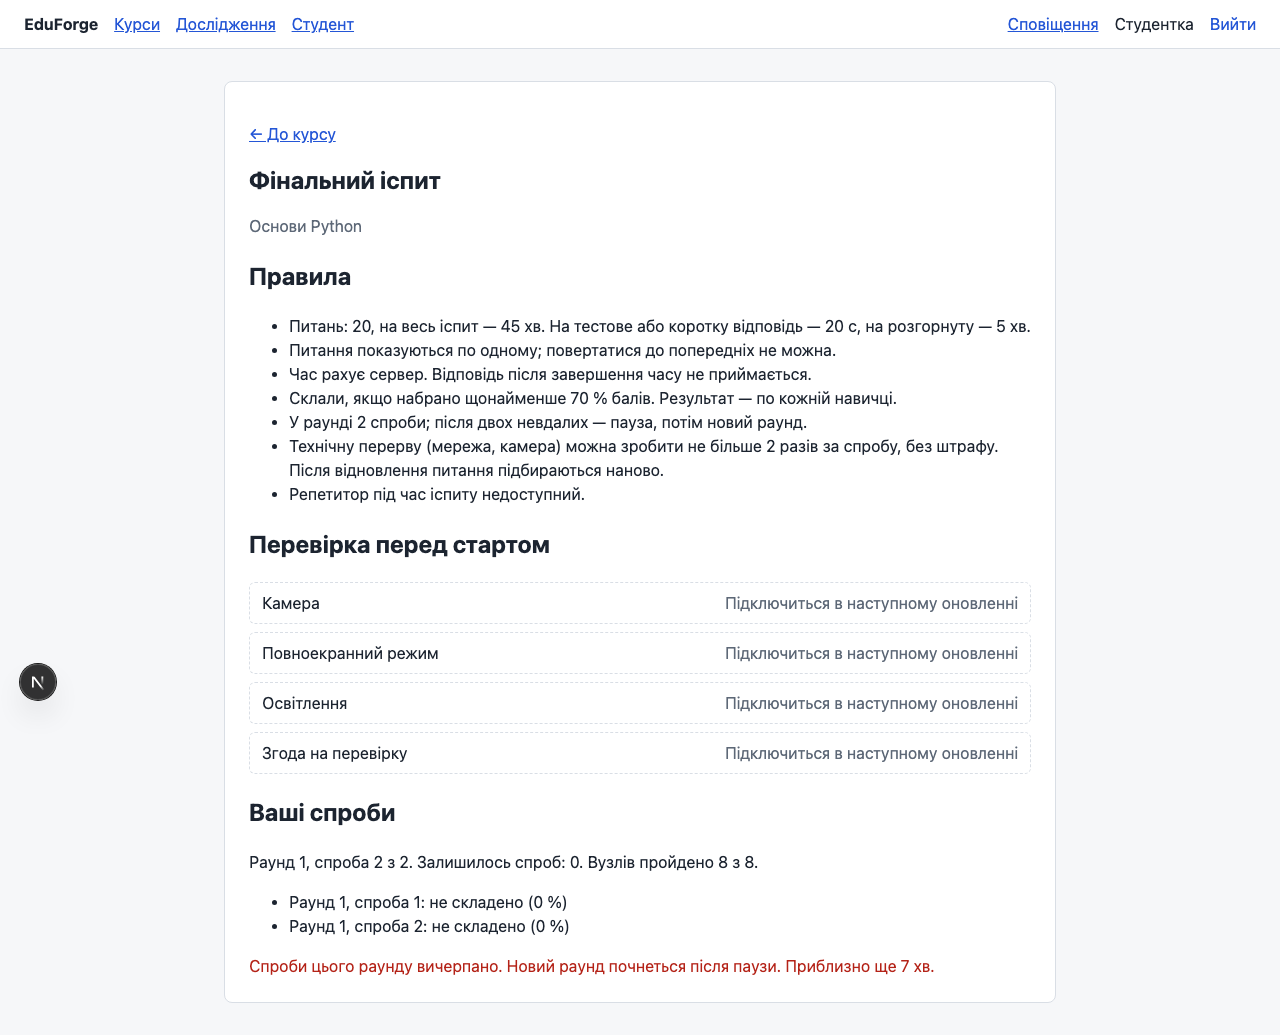 EduForge Курси Дослідження Студент Сповіщення Студентка Вийти
← До курсу
Фінальний іспит
Основи Python
Правила
• Питань: 20, на весь іспит — 45 хв. На тестове або коротку відповідь — 20 с, на розгорнуту — 5 хв.
• Питання показуються по одному; повертатися до попередніх не можна.
• Час рахує сервер. Відповідь після завершення часу не приймається.
• Склали, якщо набрано щонайменше 70 % балів. Результат — по кожній навичці.
• У раунді 2 спроби; після двох невдалих — пауза, потім новий раунд.
• Технічну перерву (мережа, камера) можна зробити не більше 2 разів за спробу, без штрафу.
Після відновлення питання підбираються наново.
• Репетитор під час іспиту недоступний.
Перевірка перед стартом
Камера Підключиться в наступному оновленні
Повноекранний режим Підключиться в наступному оновленні
Освітлення Підключиться в наступному оновленні
Згода на перевірку Підключиться в наступному оновленні
N
Ваші спроби
Раунд 1, спроба 2 з 2. Залишилось спроб: 0. Вузлів пройдено 8 з 8.
• Раунд 1, спроба 1: не складено (0 %)
• Раунд 1, спроба 2: не складено (0 %)
Спроби цього раунду вичерпано. Новий раунд почнеться після паузи. Приблизно ще 7 хв.